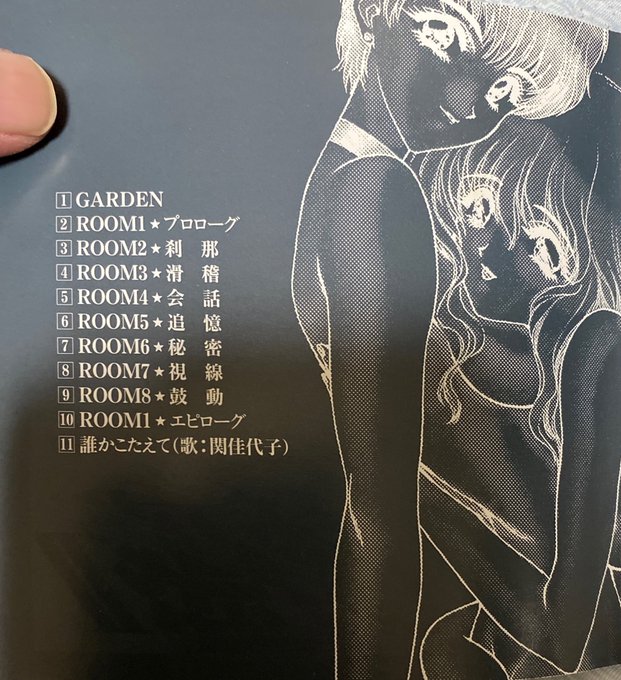 1 GARDEN
2 ROOM1★プロローグ
3 ROOM2★刹那
4 ROOM3★滑稽
5 ROOM4★会話
6 ROOM5★追憶
7 ROOM6★秘密
8 ROOM7★視線
9 ROOM8★鼓動
10 ROOM1★エピローグ
11 誰かこたえて(歌:関佳代子)